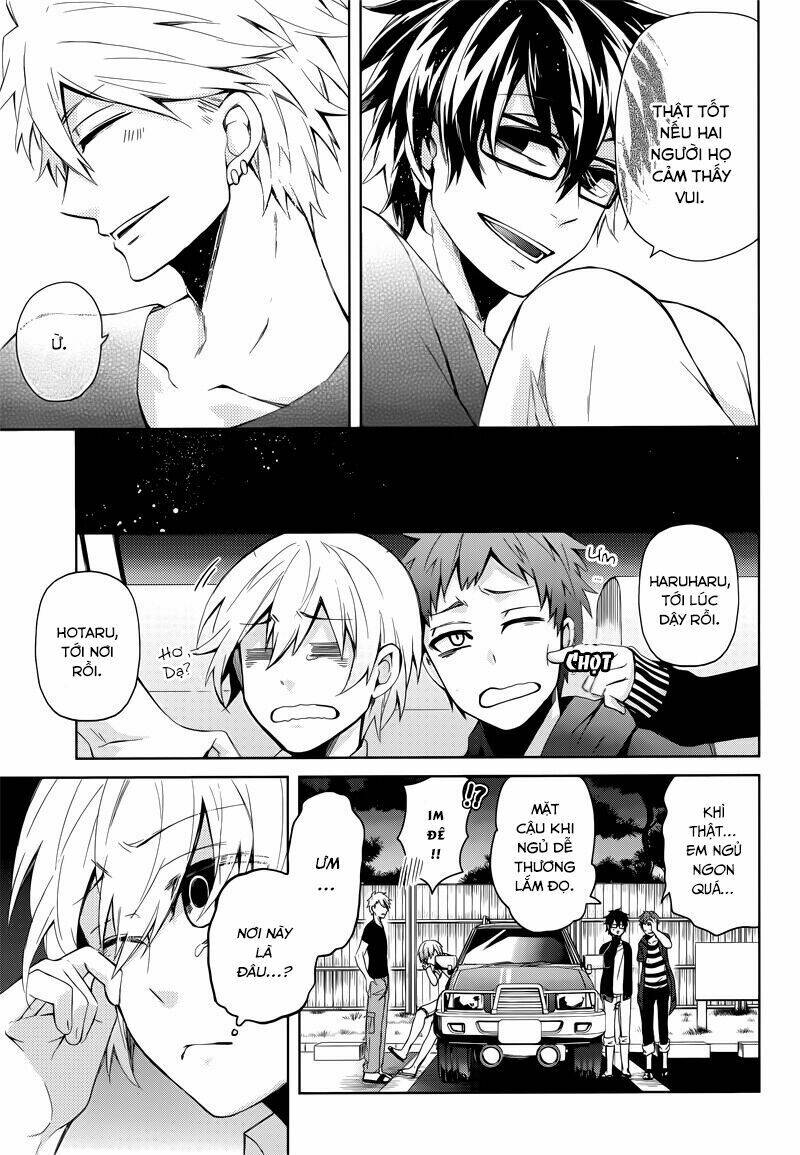 THẬT TỐT
NẾU HAI
NGƯỜI HỌ
CẢM THẤY
VUI.
Ừ.
Ưm
HARUHARU,
TỚI LÚC
DẬY RỒI.
CHỌT
Hơ,
Dạ?
HOTARU,
TỚI NƠI
RỒI.
KHỈ
THẬT...
EM NGỦ
NGON
QUÁ...
MẶT
CẬU KHI
NGỦ DỄ
THƯƠNG
LẮM ĐỌ.
!?
IM
ĐÊ
!!
ƯM
...
NƠI NÀY
LÀ
ĐÂU...?